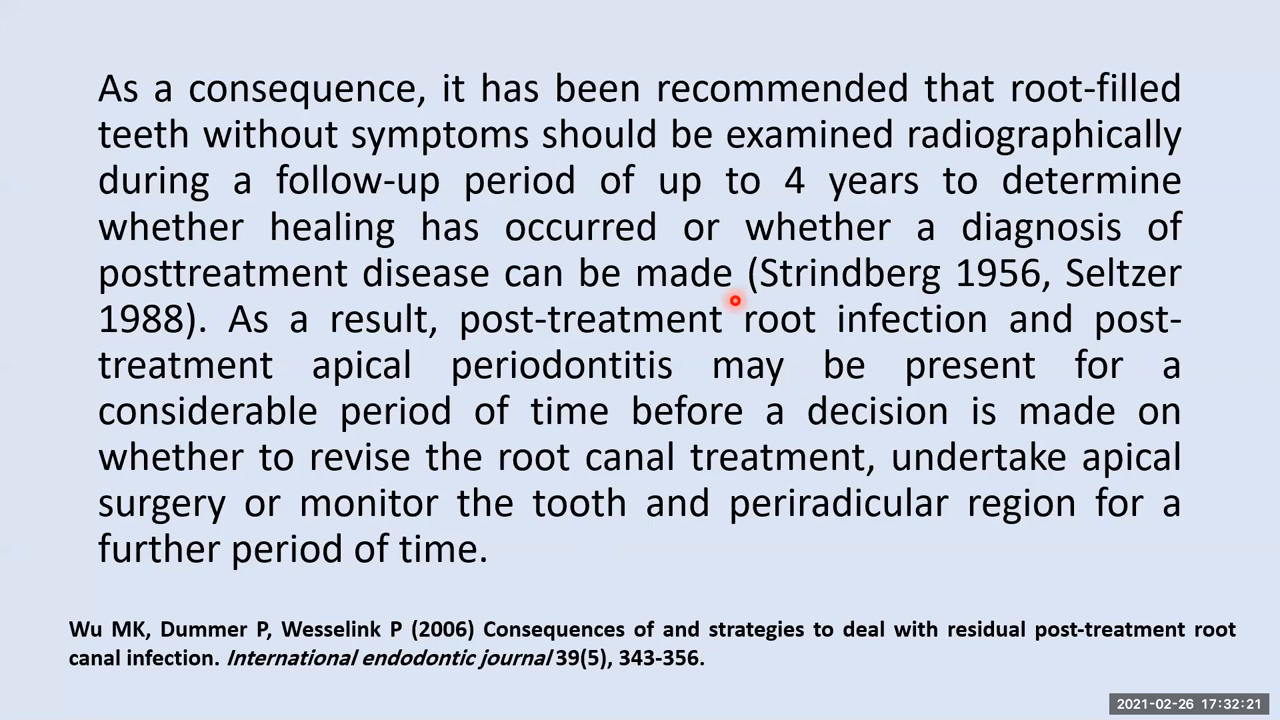 As a consequence, it has been recommended that root-filled
teeth without symptoms should be examined radiographically
during a follow-up period of up to 4 years to determine
whether healing has occurred or whether a diagnosis of
posttreatment disease can be made (Strindberg 1956, Seltzer
1988). As a result, post-treatment root infection and post-
treatment apical periodontitis may be present for a
considerable period of time before a decision is made on
whether to revise the root canal treatment, undertake apical
surgery or monitor the tooth and periradicular region for a
further period of time.
Wu MK, Dummer P, Wesselink P (2006) Consequences of and strategies to deal with residual post-treatment root
canal infection. International endodontic journal 39(5), 343-356.
2021-02-26 17:32:21